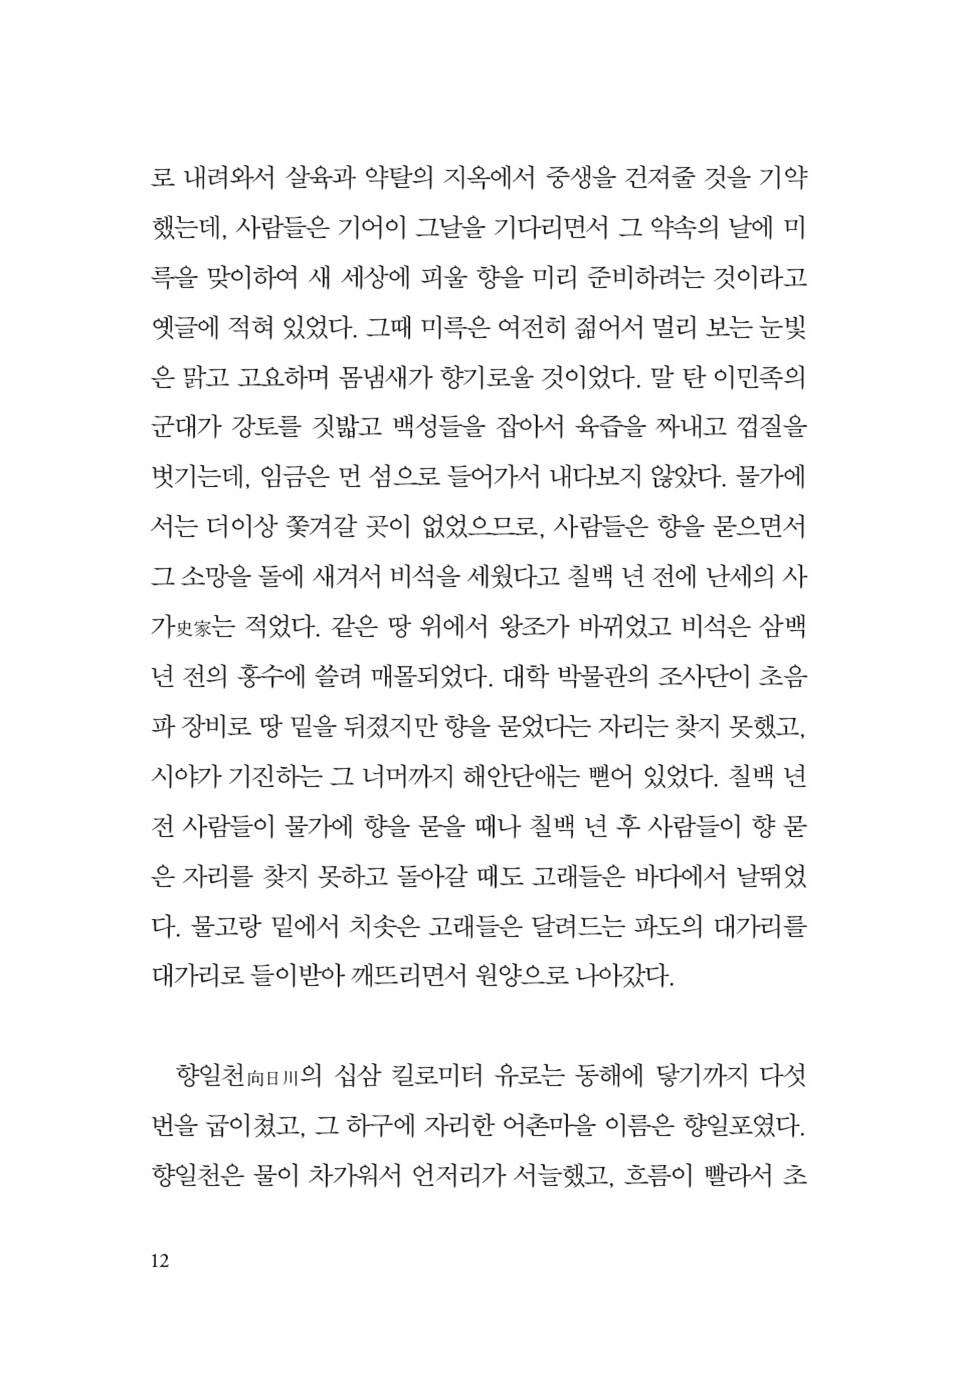 로 내려와서 살육과 약탈의 지옥에서 중생을 건져줄 것을 기약
했는데, 사람들은 기어이 그날을 기다리면서 그 약속의 날에 미
륵을 맞이하여 새 세상에 피울 향을 미리 준비하려는 것이라고
옛글에 적혀 있었다. 그때 미륵은 여전히 젊어서 멀리 보는 눈빛
은 맑고 고요하며 몸냄새가 향기로울 것이었다. 말 탄 이민족의
군대가 강토를 짓밟고 백성들을 잡아서 육즙을 짜내고 껍질을
벗기는데, 임금은 먼 섬으로 들어가서 내다보지 않았다. 물가에
서는 더이상 쫓겨갈 곳이 없었으므로, 사람들은 향을 묻으면서
그 소망을 돌에 새겨서 비석을 세웠다고 칠백 년 전에 난세의 사
가史家는 적었다. 같은 땅 위에서 왕조가 바뀌었고 비석은 삼백
년 전의 홍수에 쓸려 매몰되었다. 대학 박물관의 조사단이 초음
파 장비로 땅 밑을 뒤졌지만 향을 묻었다는 자리는 찾지 못했고,
시야가 기진하는 그 너머까지 해안단애는 뻗어 있었다. 칠백 년
전 사람들이 물가에 향을 묻을 때나 칠백 년 후 사람들이 향 묻
은 자리를 찾지 못하고 돌아갈 때도 고래들은 바다에서 날뛰었
다. 물고랑 밑에서 치솟은 고래들은 달려드는 파도의 대가리를
대가리로 들이받아 깨뜨리면서 원양으로 나아갔다.
향일천向日川의 십삼 킬로미터 유로는 동해에 닿기까지 다섯
번을 굽이쳤고, 그 하구에 자리한 어촌마을 이름은 향일포였다.
향일천은 물이 차가워서 언저리가 서늘했고, 흐름이 빨라서 초
12